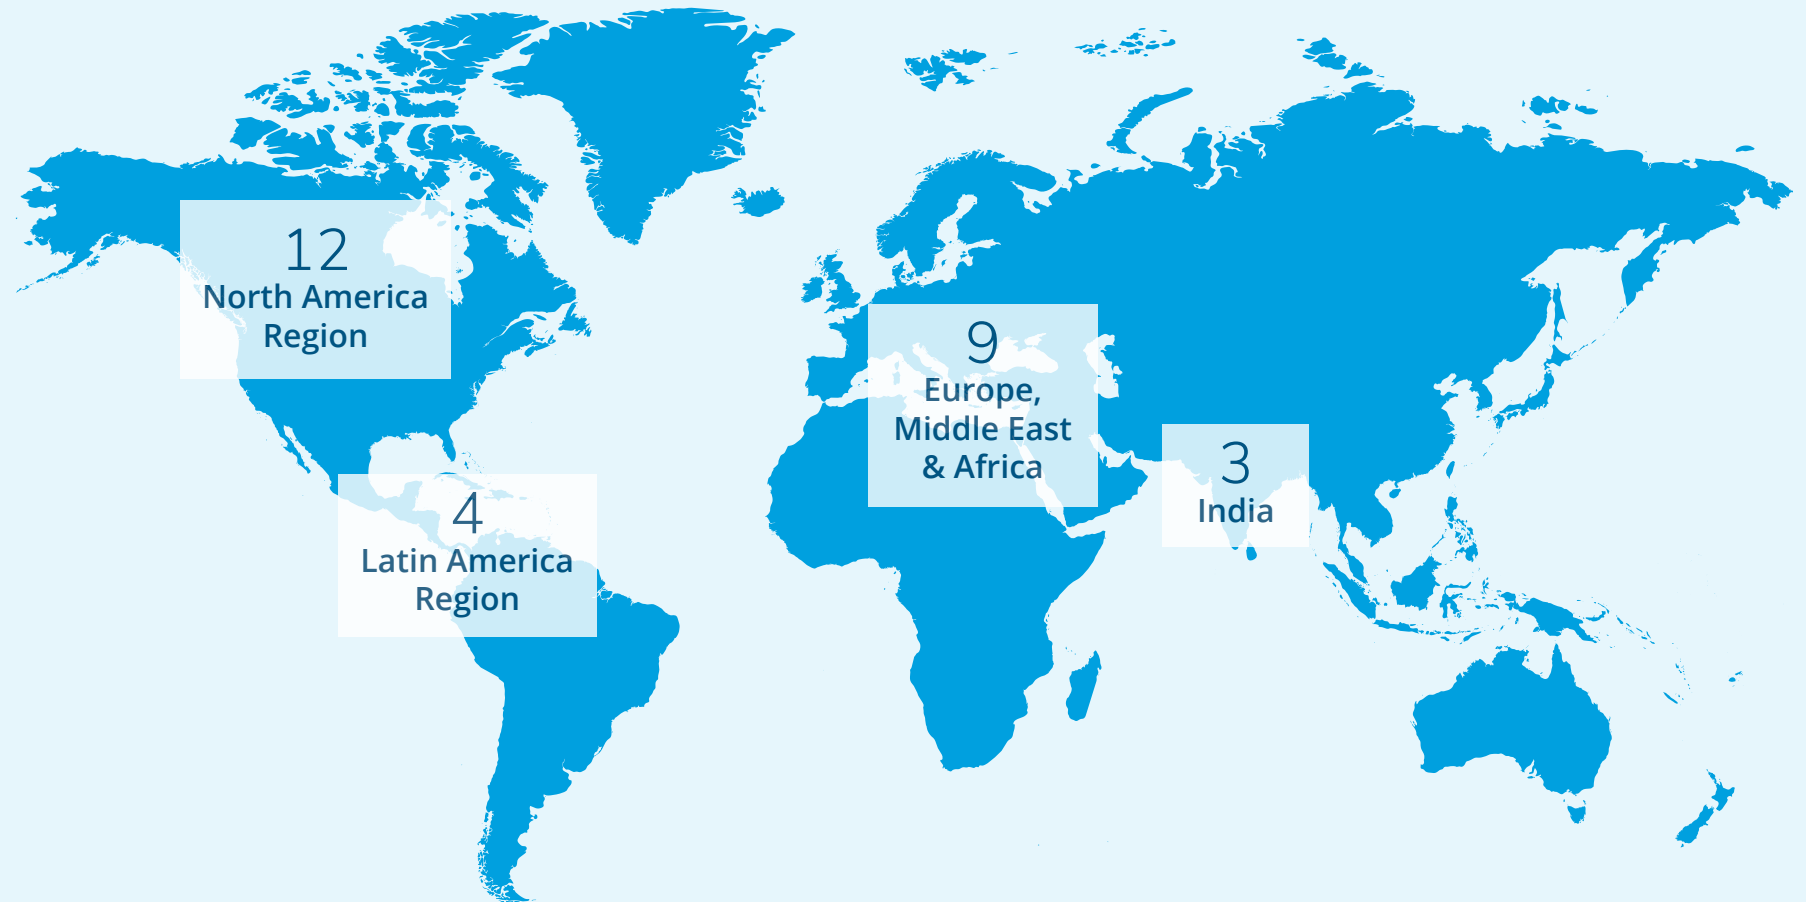 12
North America
Region
4
Latin America
Region
9
Europe,
Middle East
& Africa
3
India